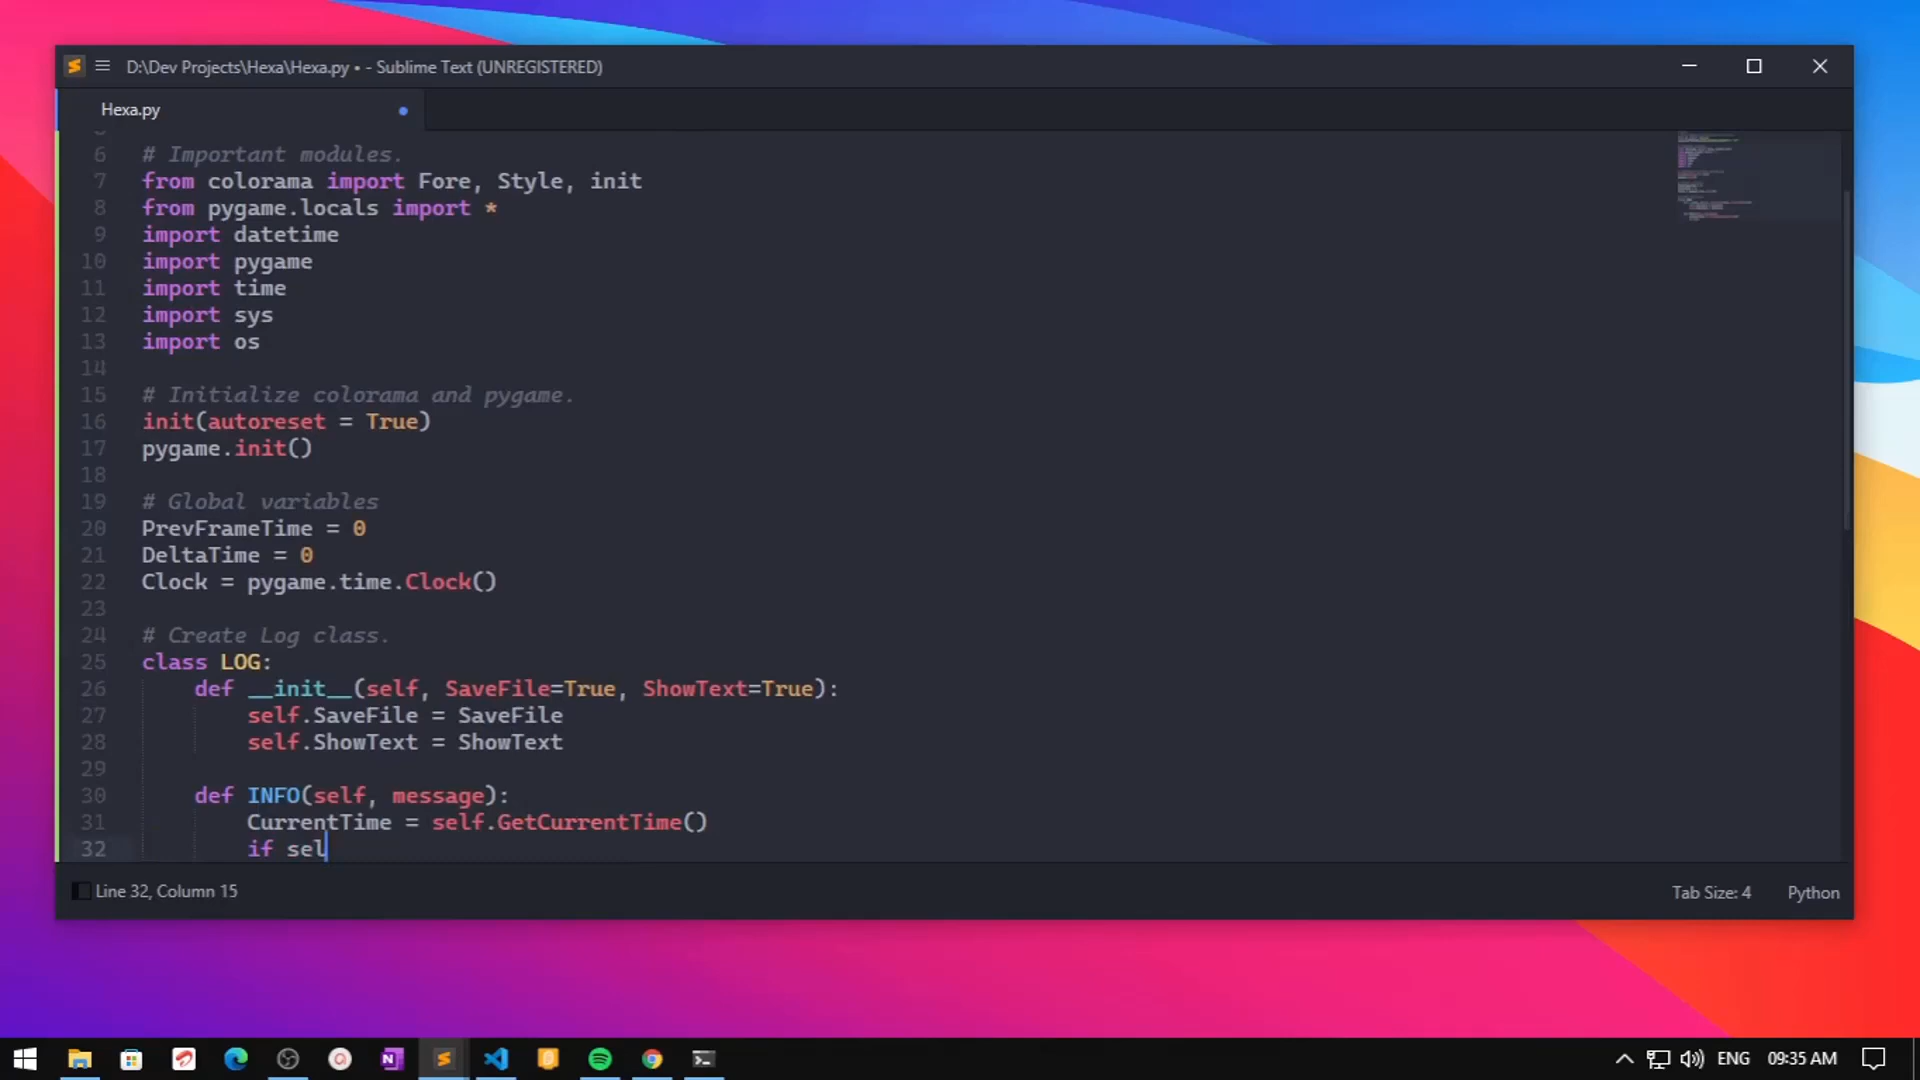 D:\Dev Projects\Hexa\Hexa.py • - Sublime Text (UNREGISTERED)
Hexa.py
6 # Important modules.
7 from colorama import Fore, Style, init
8 from pygame.locals import *
9 import datetime
10 import pygame
11 import time
12 import sys
13 import os
14
15 # Initialize colorama and pygame.
16 init(autoreset = True)
17 pygame.init()
18
19 # Global variables
20 PrevFrameTime = 0
21 DeltaTime = 0
22 Clock = pygame.time.Clock()
23
24 # Create Log class.
25 class LOG:
26 def __init__(self, SaveFile=True, ShowText=True):
27 self.SaveFile = SaveFile
28 self.ShowText = ShowText
29
30 def INFO(self, message):
31 CurrentTime = self.GetCurrentTime()
32 if sel
Line 32, Column 15
Tab Size: 4 Python
ENG 09:35 AM